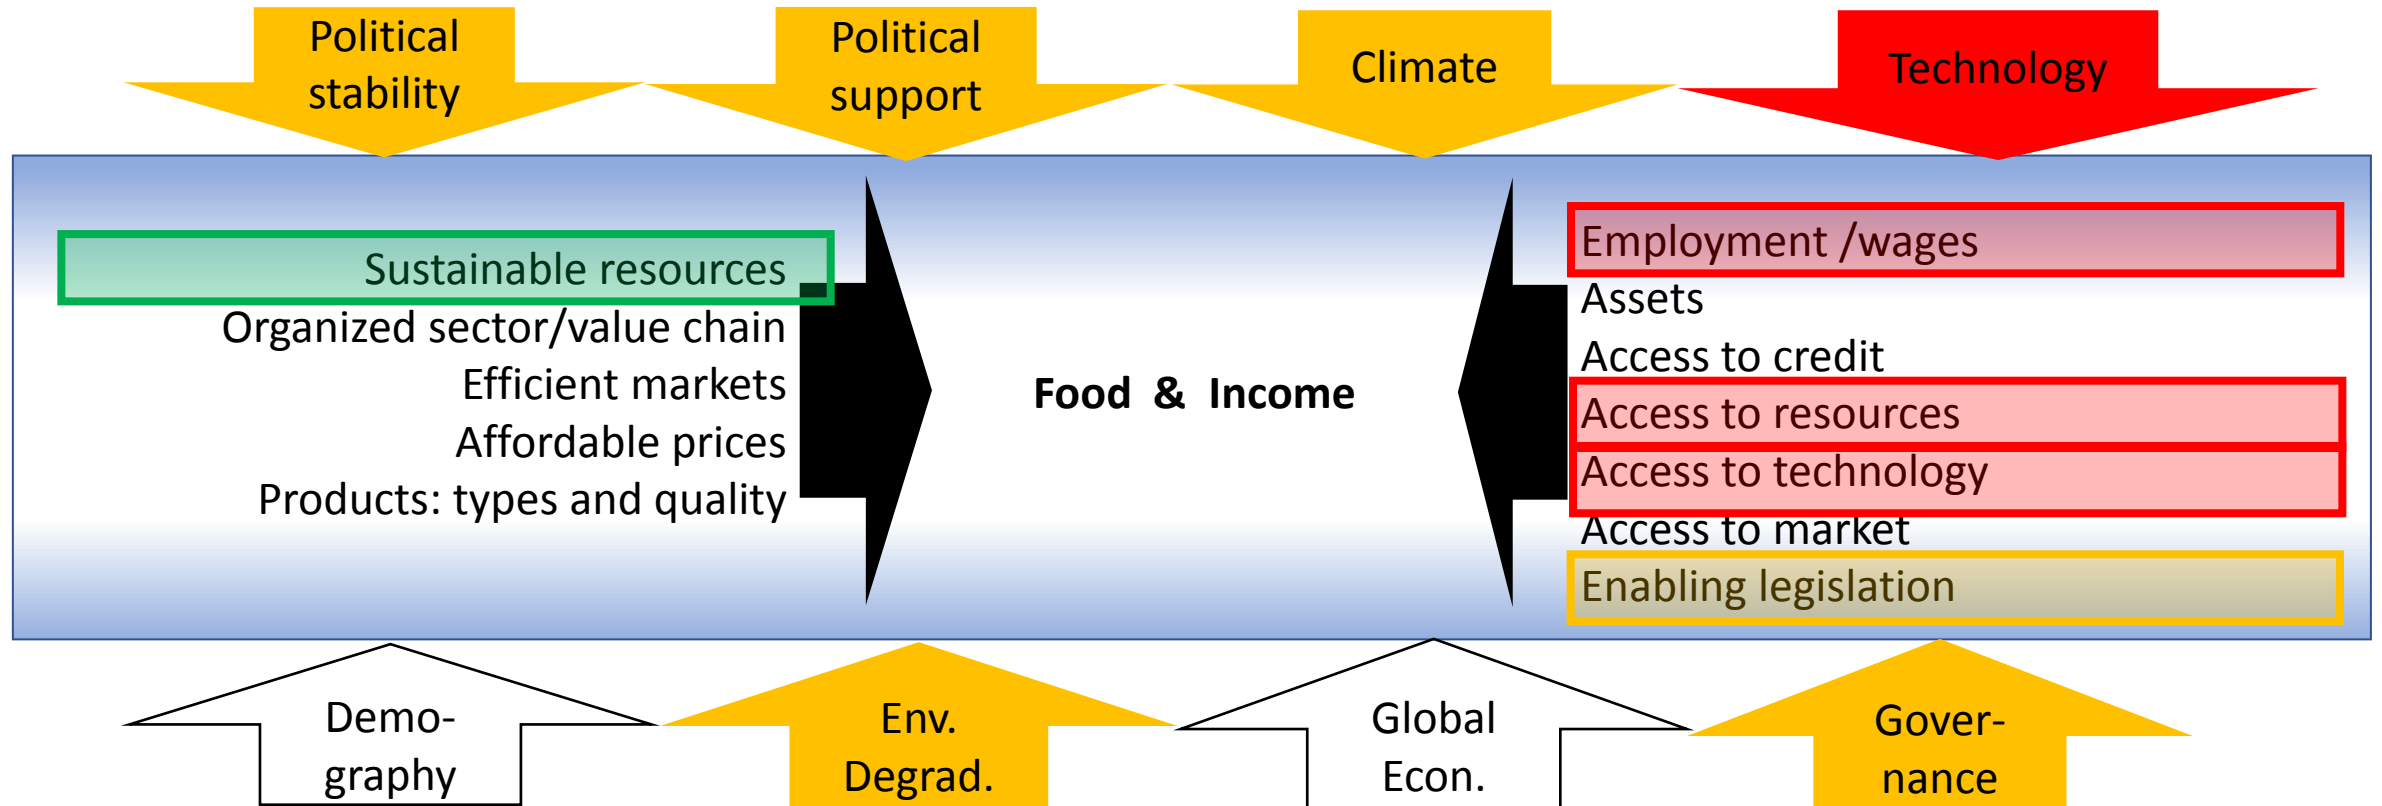 Political
stability
Political
support
Climate
Technology
Sustainable resources
Organized sector/value chain
Efficient markets
Affordable prices
Products: types and quality
Food & Income
Employment /wages
Assets
Access to credit
Access to resources
Access to technology
Access to market
Enabling legislation
Demo-
graphy
Env.
Degrad.
Global
Econ.
Gover-
nance